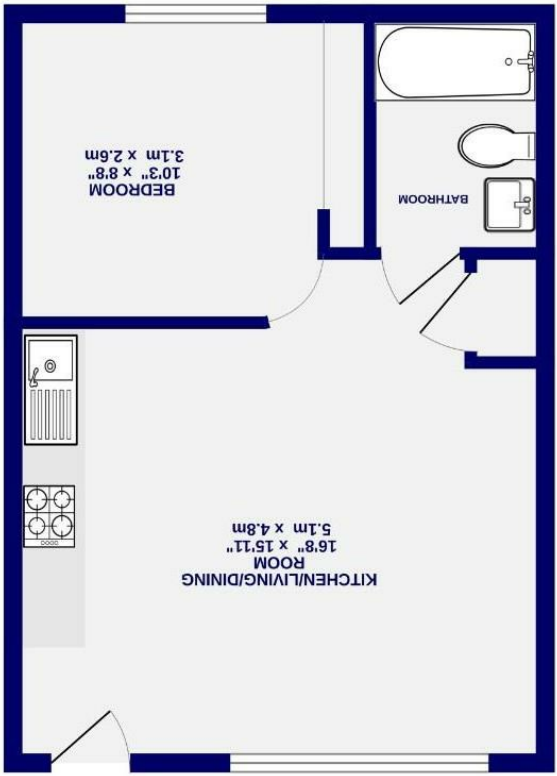 KITCHEN/LIVING/DINING
ROOM
16'8" x 15'11"
5.1m x 4.8m
BATHROOM
BEDROOM
10'3" x 8'8"
3.1m x 2.6m